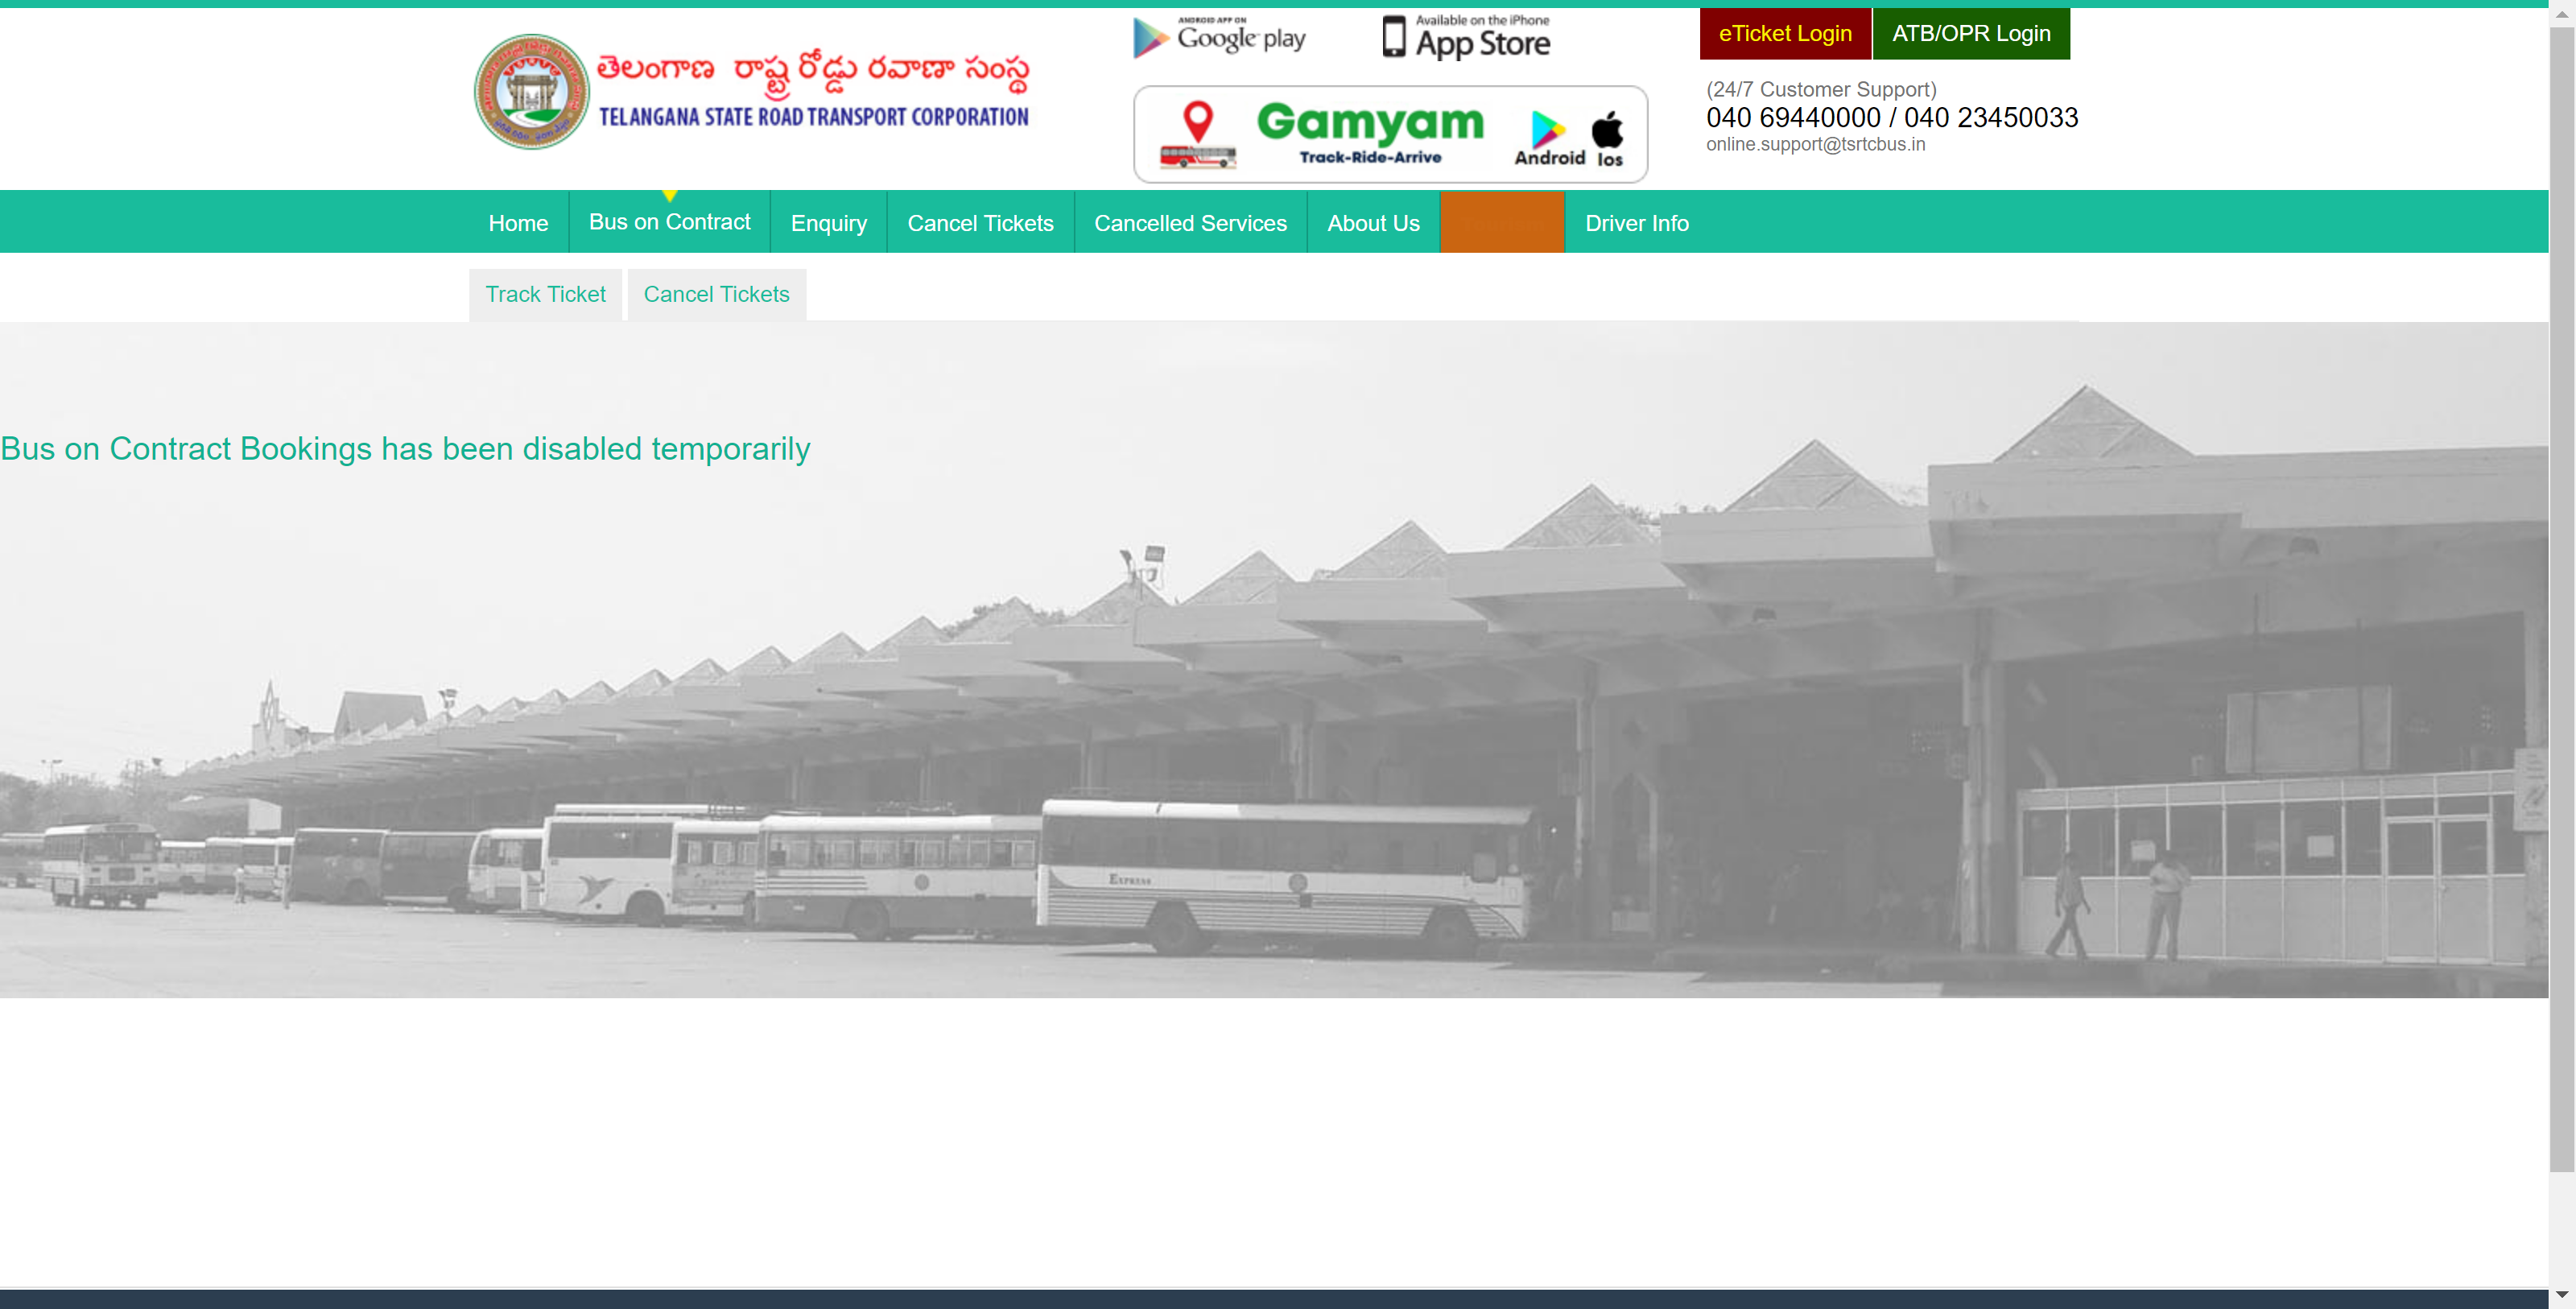 తెలంగాణ రాష్ట్ర రోడ్డు రవాణా సంస్థ
TELANGANA STATE ROAD TRANSPORT CORPORATION
ANDROID APP ON
Google play
Available on the iPhone
App Store
Gamyam
Track-Ride-Arrive
Android Ios
eTicket Login ATB/OPR Login
(24/7 Customer Support)
040 69440000 / 040 23450033
online.support@tsrtcbus.in
Home Bus on Contract Enquiry Cancel Tickets Cancelled Services About Us Driver Info
Track Ticket Cancel Tickets
Bus on Contract Bookings has been disabled temporarily
EXPRESS